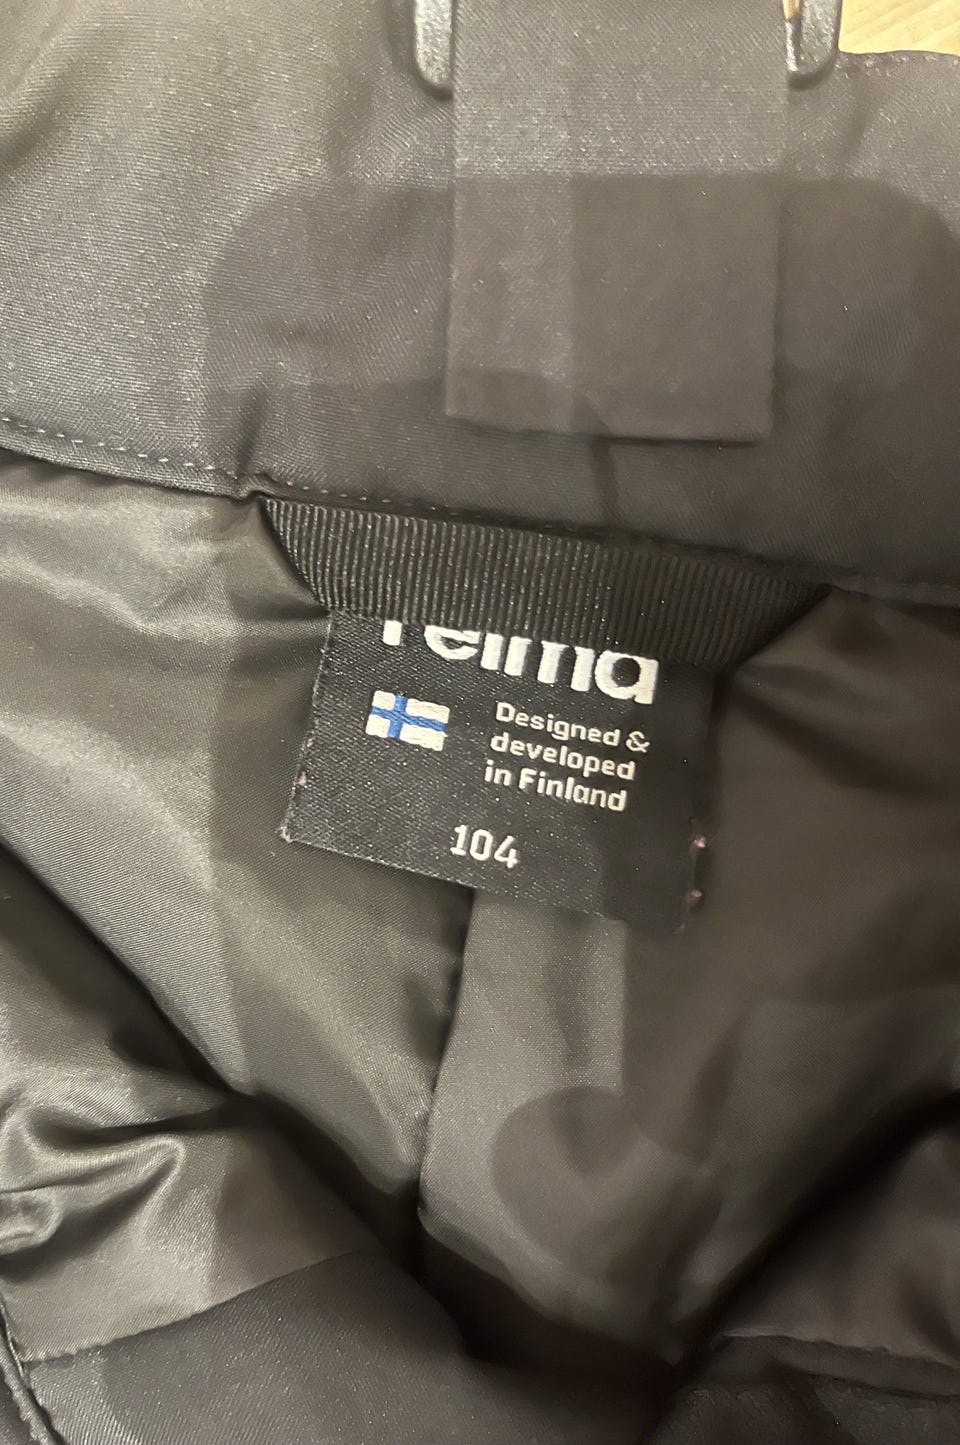 reima
Designed &
developed
in Finland
104